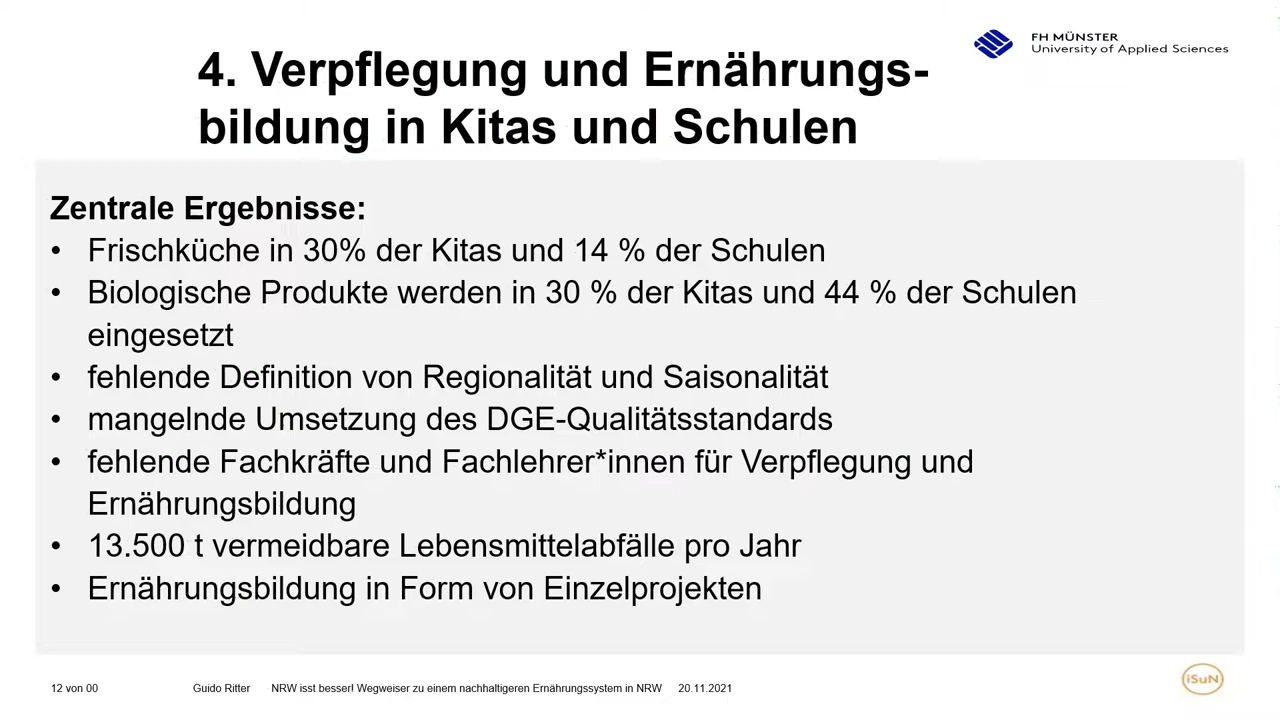 4. Verpflegung und Ernährungs-
bildung in Kitas und Schulen
FH MÜNSTER
University of Applied Sciences
Zentrale Ergebnisse:
• Frischküche in 30% der Kitas und 14 % der Schulen
• Biologische Produkte werden in 30 % der Kitas und 44 % der Schulen
eingesetzt
• fehlende Definition von Regionalität und Saisonalität
• mangelnde Umsetzung des DGE-Qualitätsstandards
• fehlende Fachkräfte und Fachlehrer*innen für Verpflegung und
Ernährungsbildung
• 13.500 t vermeidbare Lebensmittelabfälle pro Jahr
• Ernährungsbildung in Form von Einzelprojekten
12 von 00 Guido Ritter NRW isst besser! Wegweiser zu einem nachhaltigeren Ernährungssystem in NRW 20.11.2021
iSuN